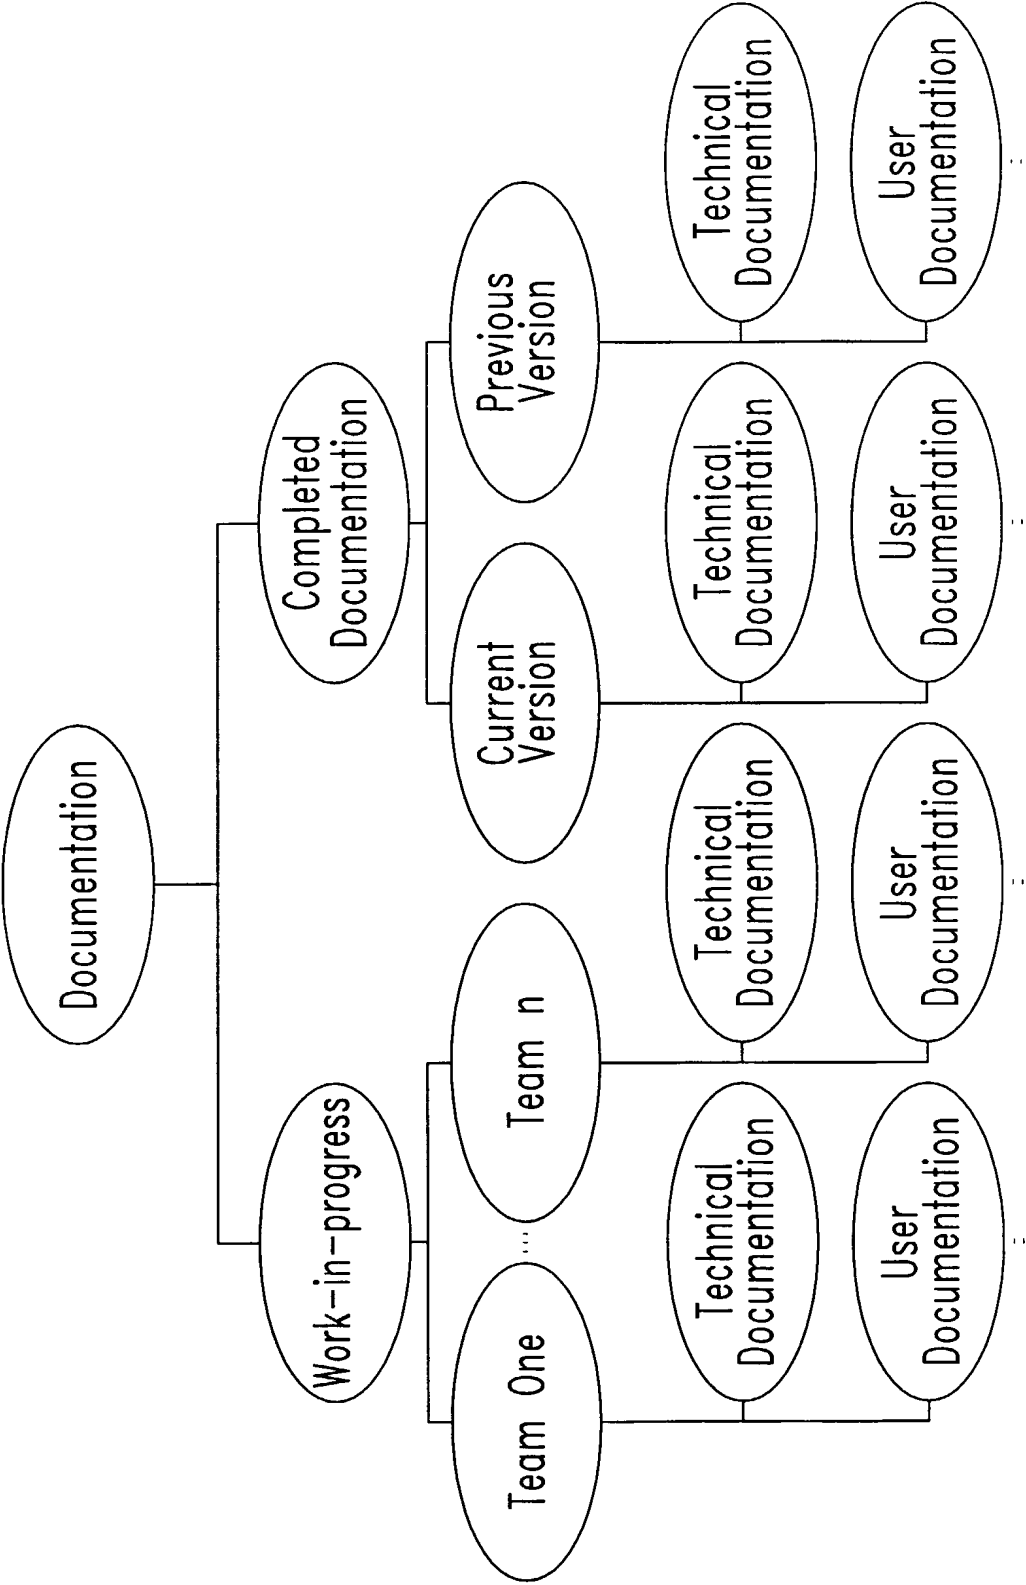 Documentation
Work-in-progress
Completed
Documentation
Team One
Team n
Current
Version
Previous
Version
Technical
Documentation
Technical
Documentation
Technical
Documentation
Technical
Documentation
User
Documentation
User
Documentation
User
Documentation
User
Documentation